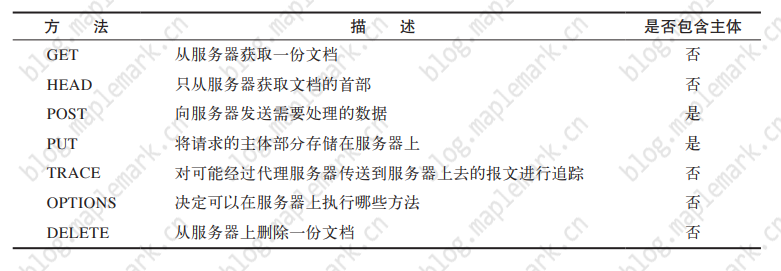 方 法 描 述 是否包含主体
GET 从服务器获取一份文档 否
HEAD 只从服务器获取文档的首部 否
POST 向服务器发送需要处理的数据 是
PUT 将请求的主体部分存储在服务器上 是
TRACE 对可能经过代理服务器传送到服务器上去的报文进行追踪 否
OPTIONS 决定可以在服务器上执行哪些方法 否
DELETE 从服务器上删除一份文档 否
blog.maplemark.cn